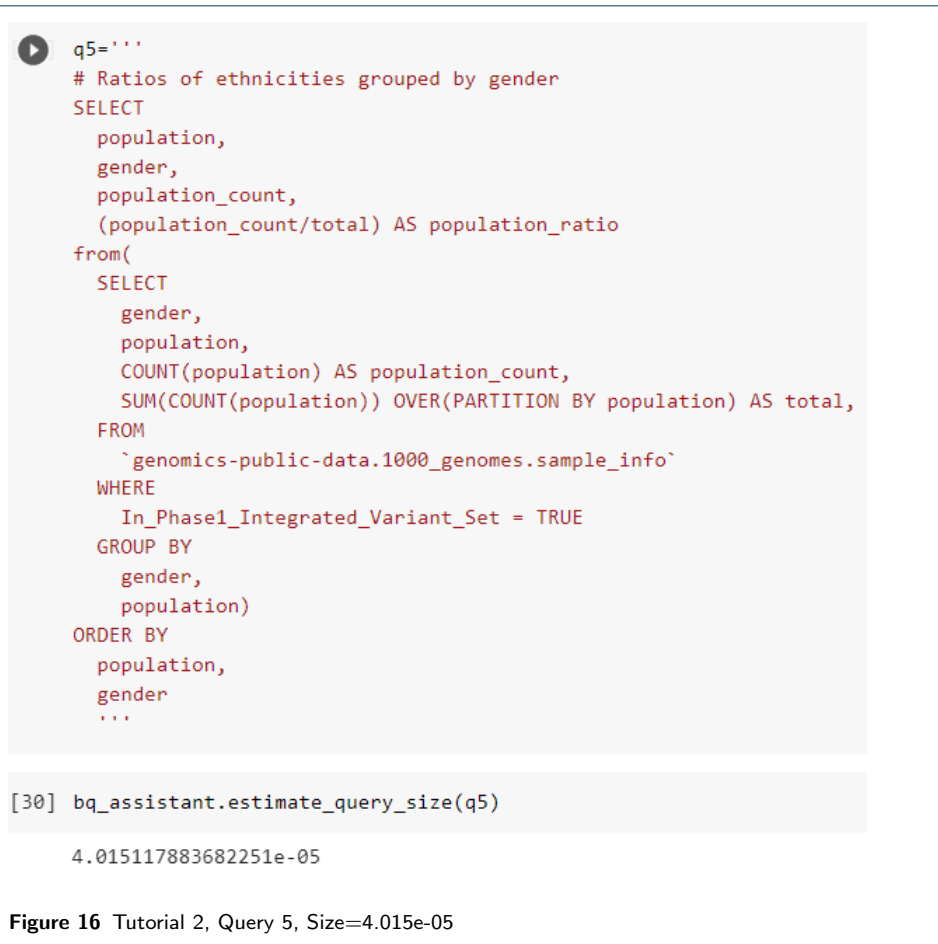 q5='''
# Ratios of ethnicities grouped by gender
SELECT
  population,
  gender,
  population_count,
  (population_count/total) AS population_ratio
from(
  SELECT
    gender,
    population,
    COUNT(population) AS population_count,
    SUM(COUNT(population)) OVER(PARTITION BY population) AS total,
  FROM
    `genomics-public-data.1000_genomes.sample_info`
  WHERE
    In_Phase1_Integrated_Variant_Set = TRUE
  GROUP BY
    gender,
    population)
ORDER BY
  population,
  gender
  '''
[30] bq_assistant.estimate_query_size(q5)
4.015117883682251e-05
Figure 16 Tutorial 2, Query 5, Size=4.015e-05